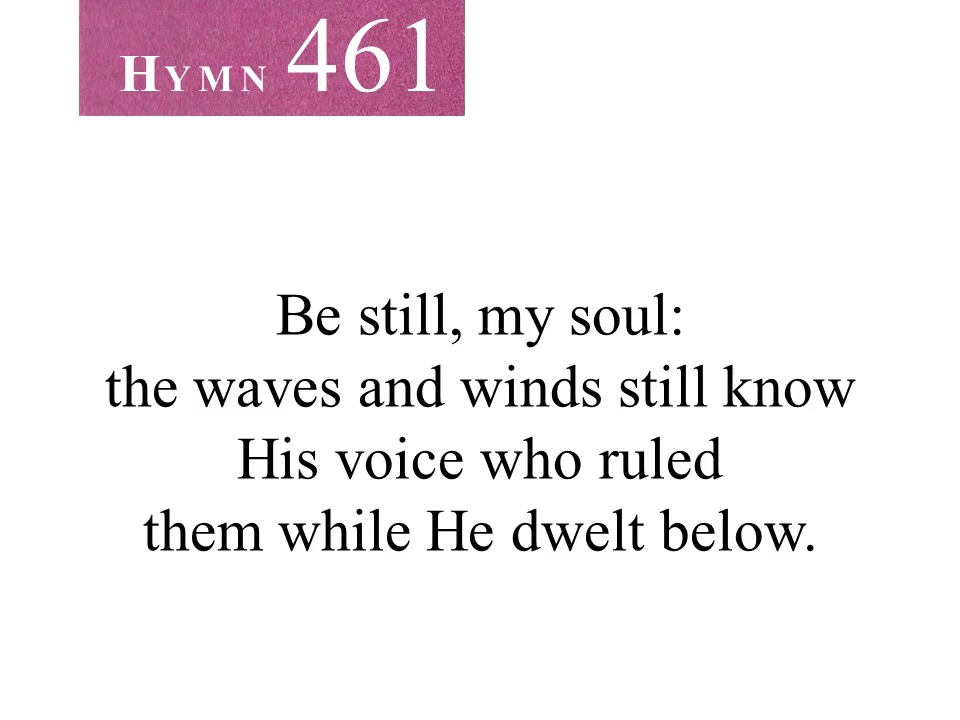 HYMN 461
Be still, my soul:
the waves and winds still know
His voice who ruled
them while He dwelt below.